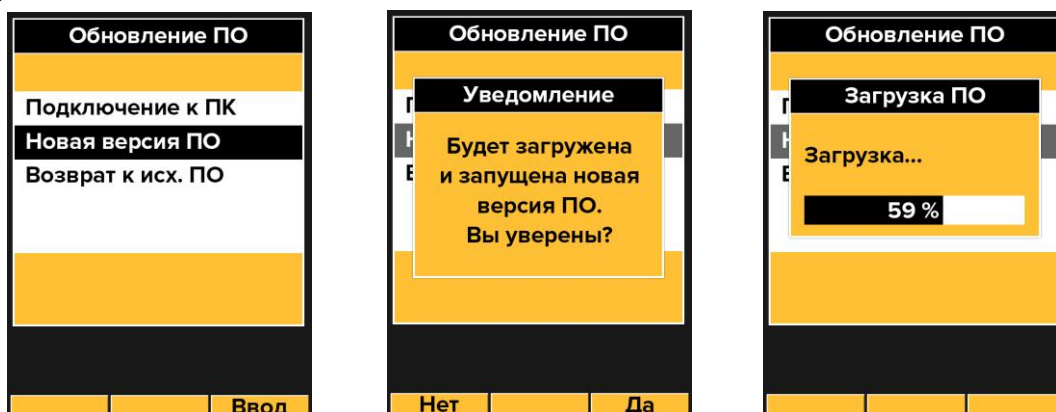 Обновление ПО
Подключение к ПК
Новая версия ПО
Возврат к исх. ПО
Ввод
Обновление ПО
Уведомление
Будет загружена
и запущена новая
версия ПО.
Вы уверены?
Нет
Да
Обновление ПО
Загрузка ПО
Загрузка...
59 %